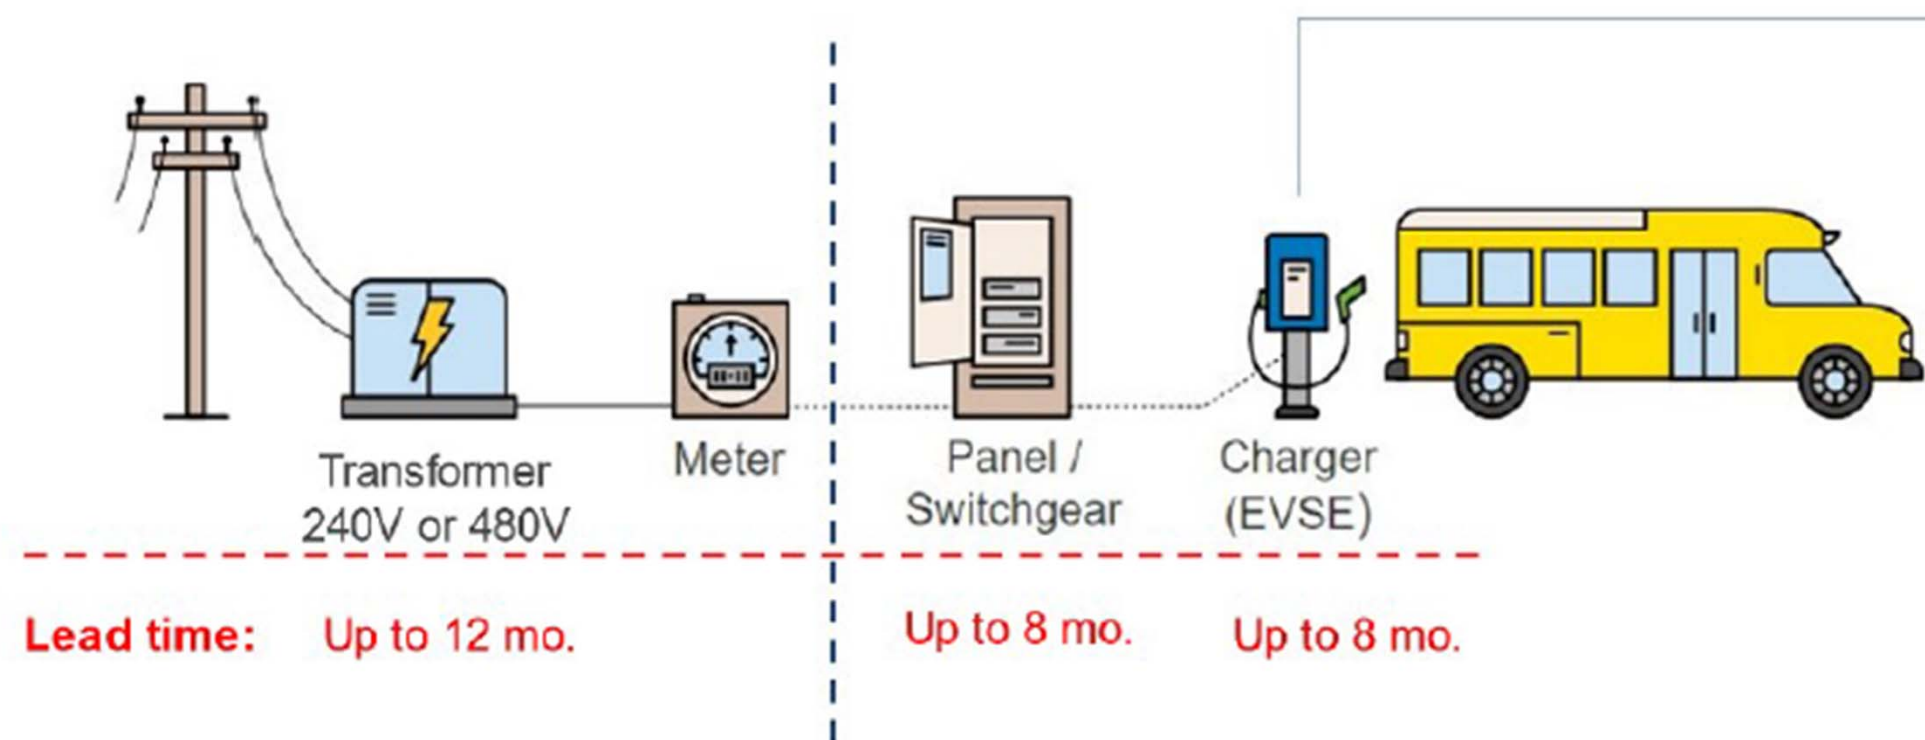 Transformer
240V or 480V
Meter
Panel /
Switchgear
Charger
(EVSE)
Lead time:
Up to 12 mo.
Up to 8 mo.
Up to 8 mo.